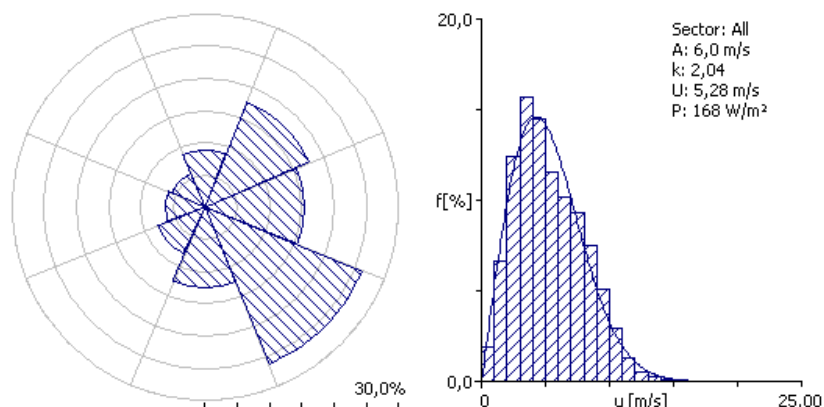 30,0%
20,0
f[%]
0,0
0
u [m/s]
25.00
Sector: All
A: 6,0 m/s
k: 2,04
U: 5,28 m/s
P: 168 W/m²